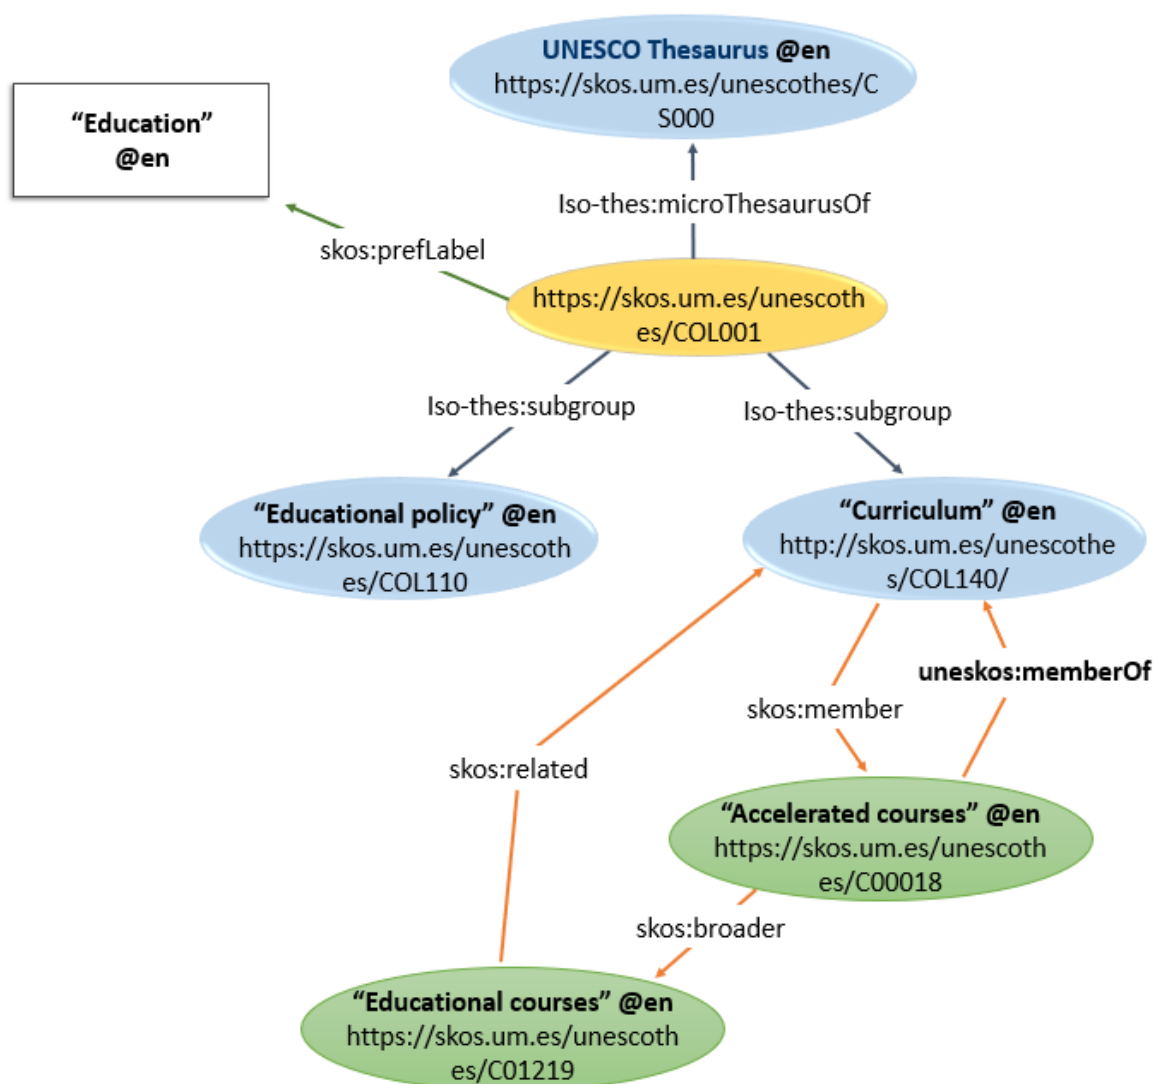 UNESCO Thesaurus @en
https://skos.um.es/unescothes/C
S000
“Education”
@en
Iso-thes:microThesaurusOf
skos:prefLabel
https://skos.um.es/unescoth
es/COL001
Iso-thes:subgroup
Iso-thes:subgroup
“Educational policy” @en
https://skos.um.es/unescoth
es/COL110
“Curriculum” @en
http://skos.um.es/unescothe
s/COL140/
uneskos:memberOf
skos:member
skos:related
“Accelerated courses” @en
https://skos.um.es/unescoth
es/C00018
skos:broader
“Educational courses” @en
https://skos.um.es/unescoth
es/C01219